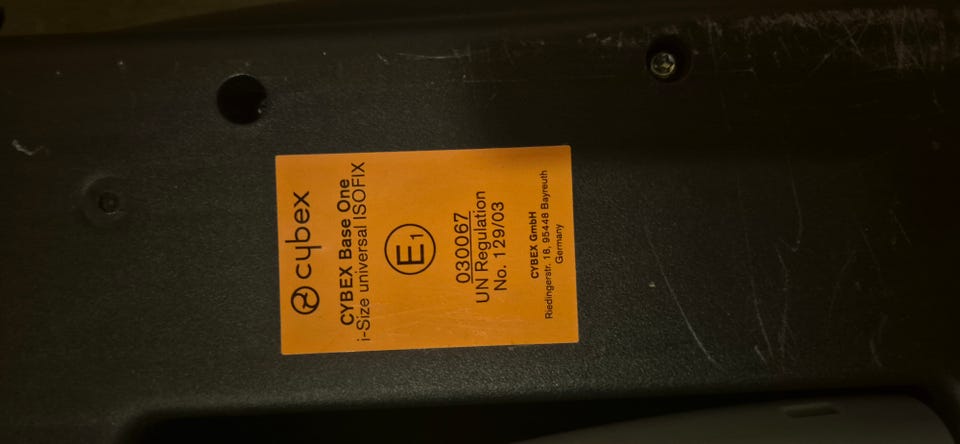 cybex
CYBEX Base One
i-Size universal ISOFIX
E1
030067
UN Regulation
No. 129/03
CYBEX GmbH
Riedingerstr. 18, 95448 Bayreuth
Germany